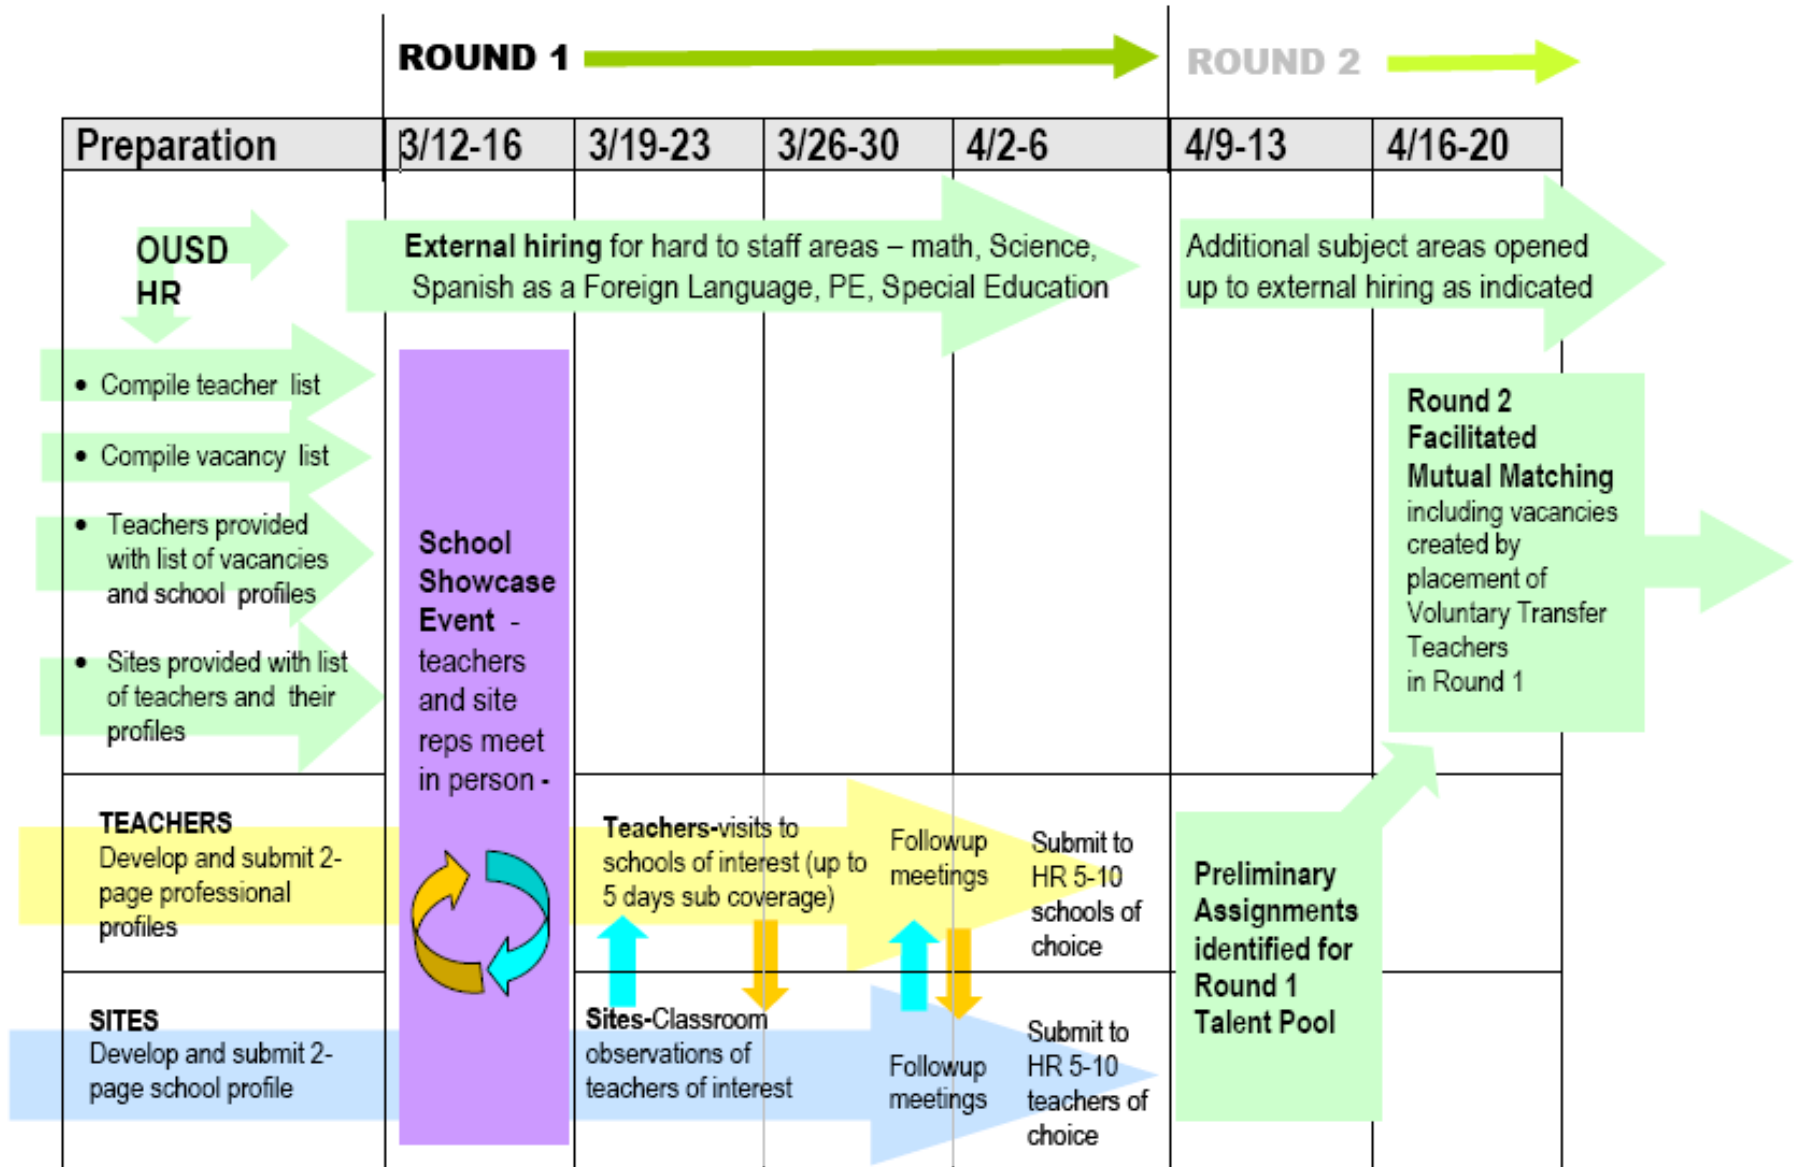 ROUND 1
ROUND 2
Preparation
3/12-16
3/19-23
3/26-30
4/2-6
4/9-13
4/16-20
OUSD
HR
External hiring for hard to staff areas – math, Science,
Spanish as a Foreign Language, PE, Special Education
Additional subject areas opened
up to external hiring as indicated
• Compile teacher list
• Compile vacancy list
• Teachers provided
with list of vacancies
and school profiles
• Sites provided with list
of teachers and their
profiles
School
Showcase
Event -
teachers
and site
reps meet
in person -
Round 2
Facilitated
Mutual Matching
including vacancies
created by
placement of
Voluntary Transfer
Teachers
in Round 1
TEACHERS
Develop and submit 2-
page professional
profiles
Teachers-visits to
schools of interest (up to
5 days sub coverage)
Followup
meetings
Submit to
HR 5-10
schools of
choice
Preliminary
Assignments
identified for
Round 1
Talent Pool
SITES
Develop and submit 2-
page school profile
Sites-Classroom
observations of
teachers of interest
Followup
meetings
Submit to
HR 5-10
teachers of
choice